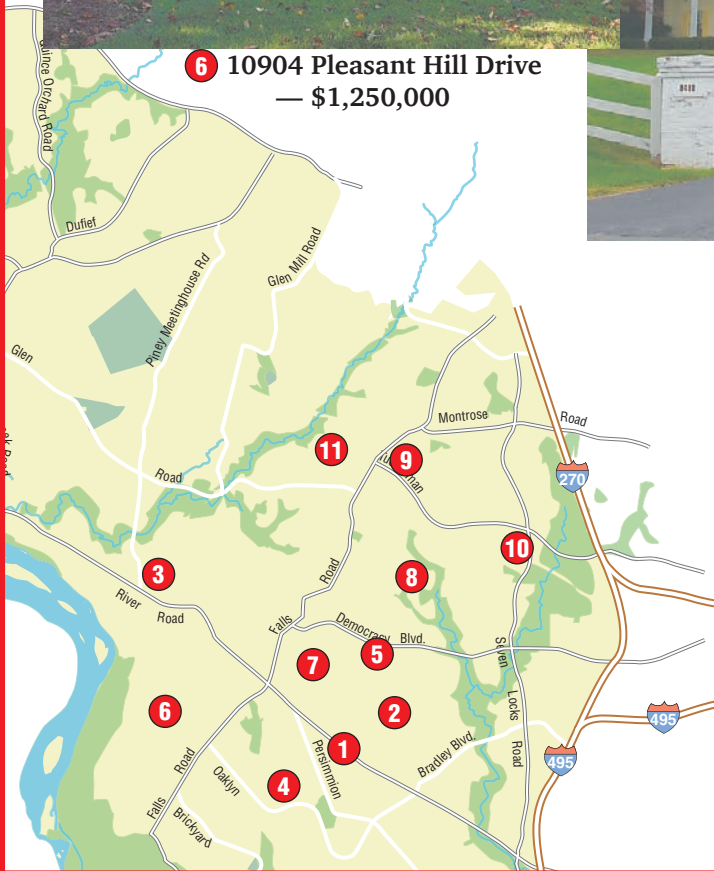 6 10904 Pleasant Hill Drive
— $1,250,000
Quince Orchard Road
Dufief
Glen Mill Road
Piney Meetinghouse Rd
Glen
Montrose
Road
11
9
270
Road
10
3
8
River
Road
Road
Falls
Democracy Blvd.
5
7
Seven
6
2
Locks
495
Persimmion
1
Road
Bradley Blvd.
495
Road
Oaklyn
4
Falls
Brickyard